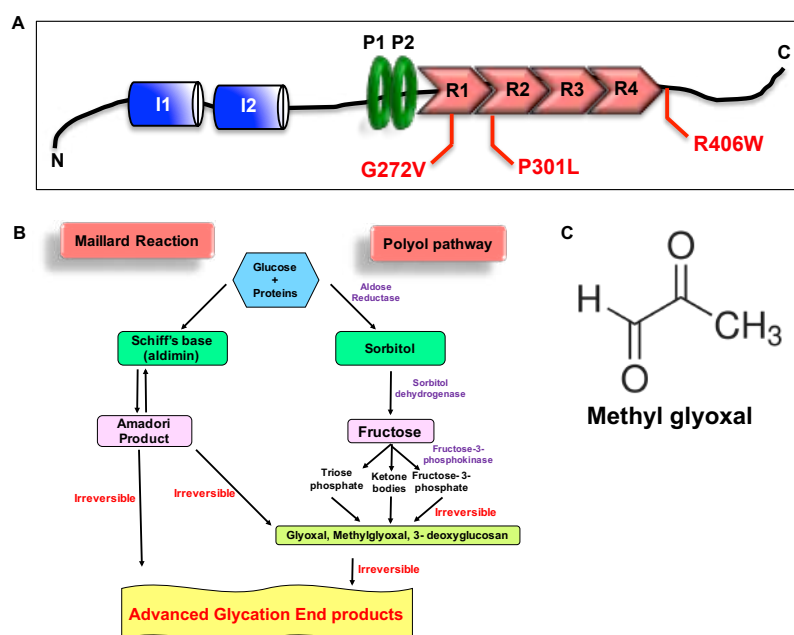 A
P1 P2
C
I1
I2
R1
R2
R3
R4
N
G272V
P301L
R406W
B
Maillard Reaction
Polyol pathway
Glucose
+
Proteins
Aldose
Reductase
Schiff's base
(aldimin)
Sorbitol
Sorbitol
dehydrogenase
Amadori
Product
Fructose
Fructose-3-
phosphokinase
Triose
phosphate
Ketone
bodies
Fructose-3-
phosphate
Irreversible
Irreversible
Irreversible
Glyoxal, Methylglyoxal, 3- deoxyglucosan
Irreversible
Advanced Glycation End products
C
O
H
CH3
O
Methyl glyoxal